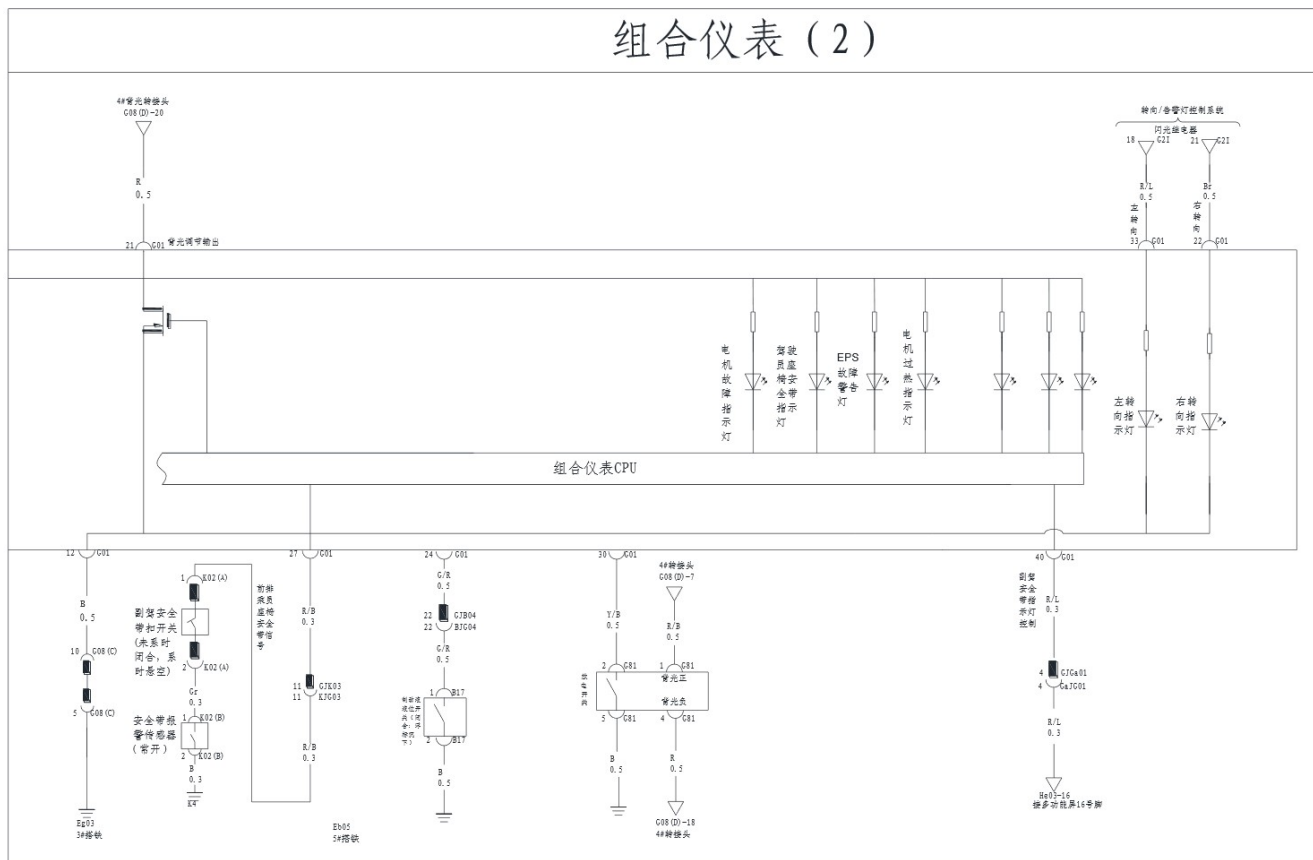 组合仪表（2）
4#背光转接头
G08(D)-20
R
0.5
21
G01
背光调节输出
转向/告警灯控制系统
闪光继电器
18
G2I
21
G2I
R/L
0.5
Br
0.5
左转向
右转向
33
G01
22
G01
电机故障指示灯
驾驶员座椅安全带指示灯
EPS
故障警告灯
电机过热指示灯
左转向指示灯
右转向指示灯
组合仪表CPU
12
G01
27
G01
24
G01
30
G01
40
G01
B
0.5
10
G08(C)
5
G08(C)
Eg03
3#搭铁
1
K02(A)
副驾安全
带扣开关
(未系时
闭合，系
时悬空)
2
K02(A)
Gr
0.3
1
K02(B)
安全带报
警传感器
(常开)
2
K02(B)
B
0.3
K4
前排乘员座椅安全带信号
R/B
0.3
11
GJK03
11
KJG03
R/B
0.3
Eb05
5#搭铁
G/R
0.5
22
GJB04
22
BJG04
G/R
0.5
1
B17
2
B17
B
0.5
Y/B
0.5
2
G81
5
G81
B
0.5
4#转接头
G08(D)-7
R/B
0.5
1
G81
背光正
背光负
4
G81
R
0.5
G08(D)-18
4#转接头
副驾安全带指示灯控制
R/L
0.3
4
GJGa01
4
GaJG01
R/L
0.3
He03-16
接多功能屏16号脚